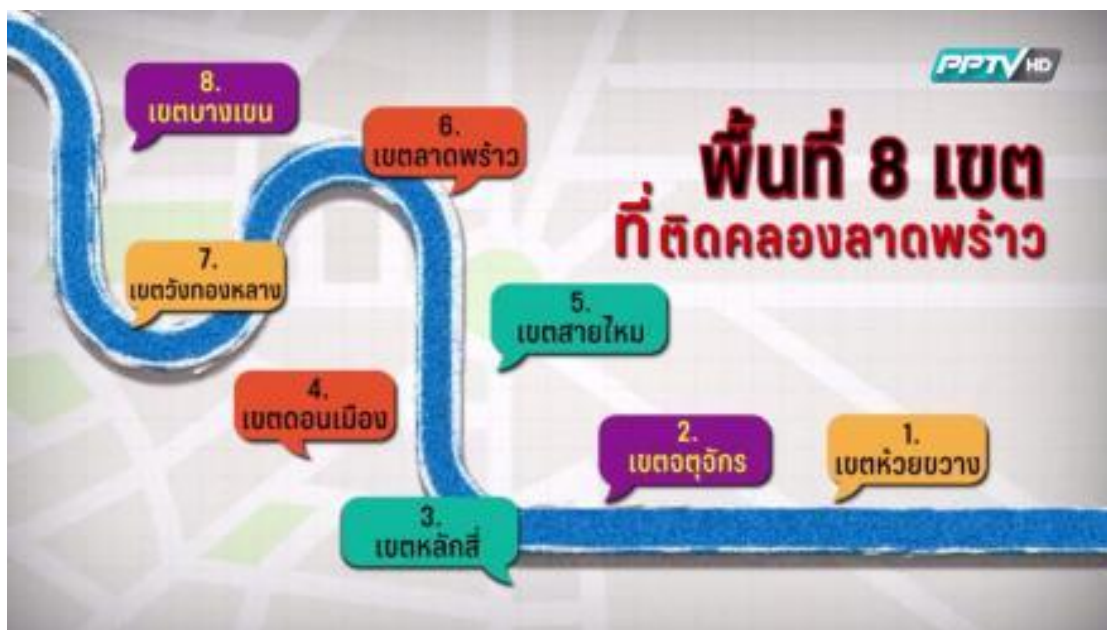 PPTV HD
พื้นที่ 8 เขต
ที่ติดคลองลาดพร้าว
8.
เขตบางเขน
6.
เขตลาดพร้าว
7.
เขตวังทองหลาง
5.
เขตสายไหม
4.
เขตดอนเมือง
2.
เขตจตุจักร
1.
เขตห้วยขวาง
3.
เขตหลักสี่